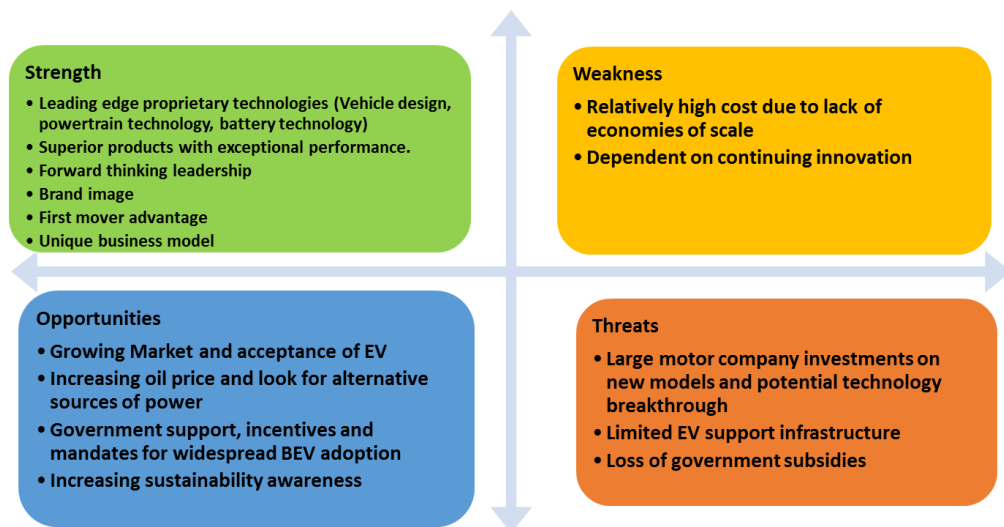 Strength
• Leading edge proprietary technologies (Vehicle design,
powertrain technology, battery technology)
• Superior products with exceptional performance.
• Forward thinking leadership
• Brand image
• First mover advantage
• Unique business model
Weakness
• Relatively high cost due to lack of
economies of scale
• Dependent on continuing innovation
Opportunities
• Growing Market and acceptance of EV
• Increasing oil price and look for alternative
sources of power
• Government support, incentives and
mandates for widespread BEV adoption
• Increasing sustainability awareness
Threats
• Large motor company investments on
new models and potential technology
breakthrough
• Limited EV support infrastructure
• Loss of government subsidies